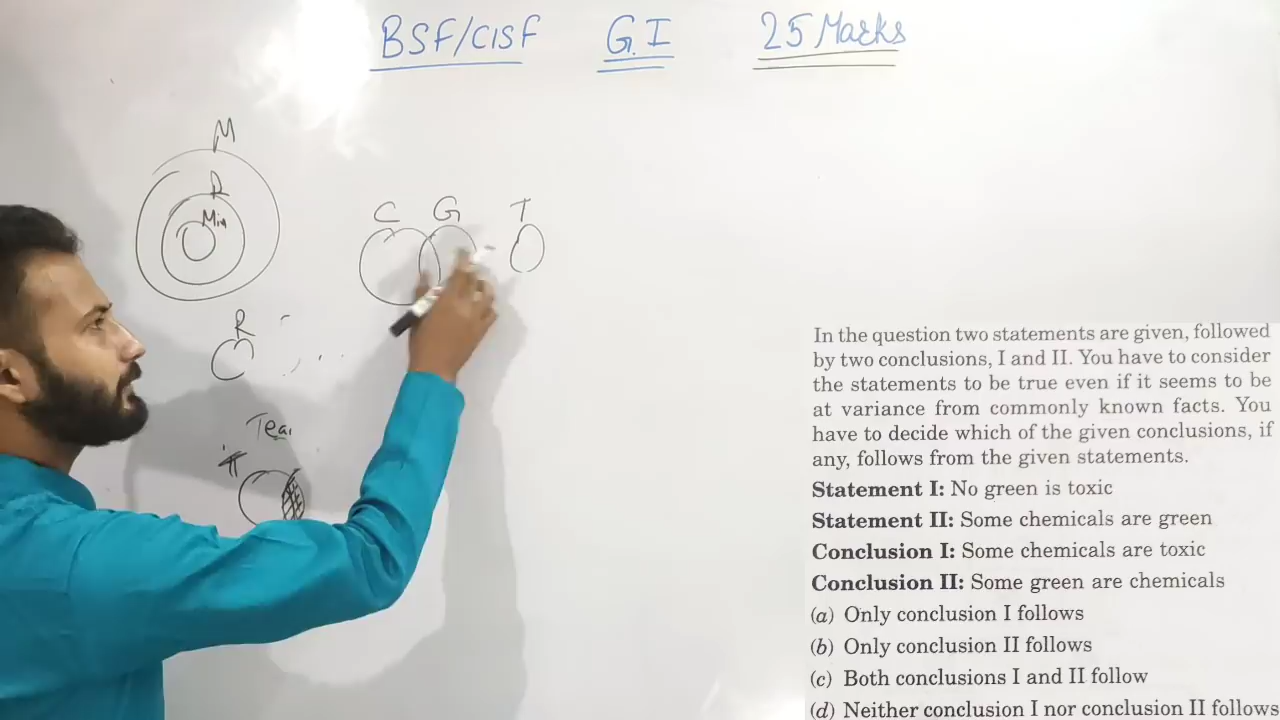 BSF/CISF G.I 25 Marks
M
R
Min
C G T
R
Tea
T
In the question two statements are given, followed
by two conclusions, I and II. You have to consider
the statements to be true even if it seems to be
at variance from commonly known facts. You
have to decide which of the given conclusions, if
any, follows from the given statements.
Statement I: No green is toxic
Statement II: Some chemicals are green
Conclusion I: Some chemicals are toxic
Conclusion II: Some green are chemicals
(a) Only conclusion I follows
(b) Only conclusion II follows
(c) Both conclusions I and II follow
(d) Neither conclusion I nor conclusion II follows